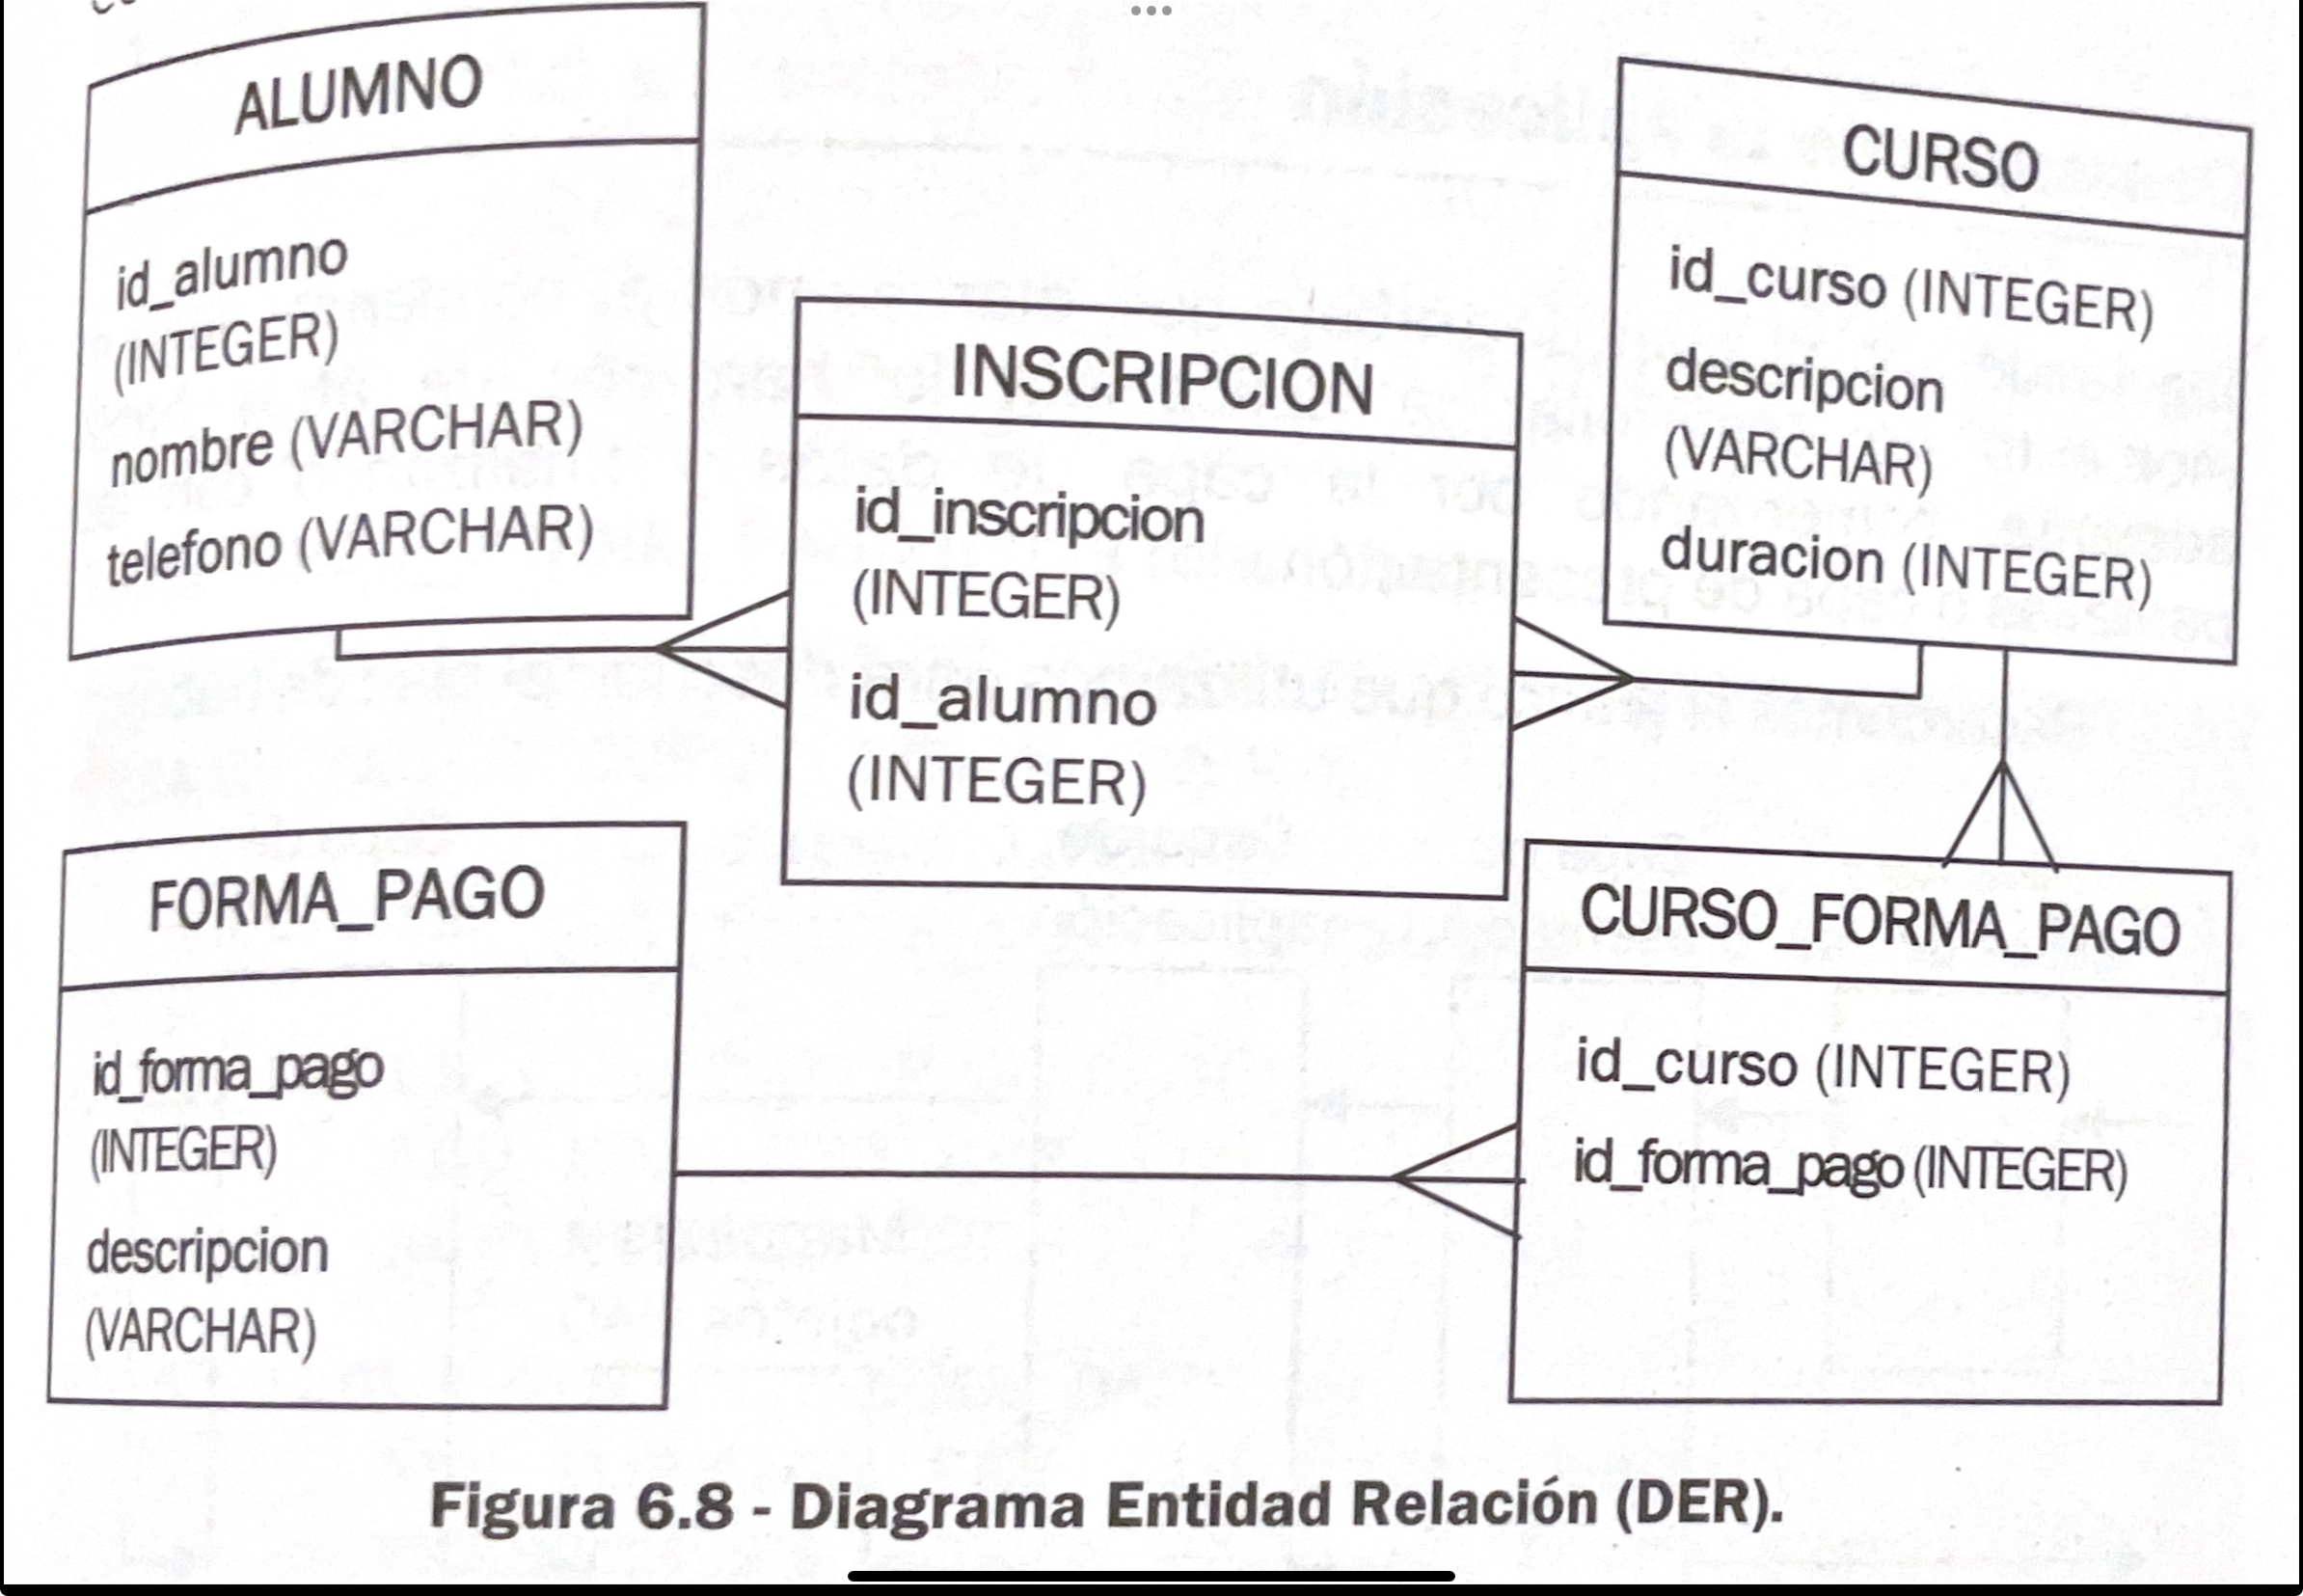 ALUMNO
id_alumno
(INTEGER)
nombre (VARCHAR)
telefono (VARCHAR)
INSCRIPCION
id_inscripcion
(INTEGER)
id_alumno
(INTEGER)
CURSO
id_curso (INTEGER)
descripcion
(VARCHAR)
duracion (INTEGER)
FORMA_PAGO
id_forma_pago
(INTEGER)
descripcion
(VARCHAR)
CURSO_FORMA_PAGO
id_curso (INTEGER)
id_forma_pago (INTEGER)
Figura 6.8 - Diagrama Entidad Relación (DER).